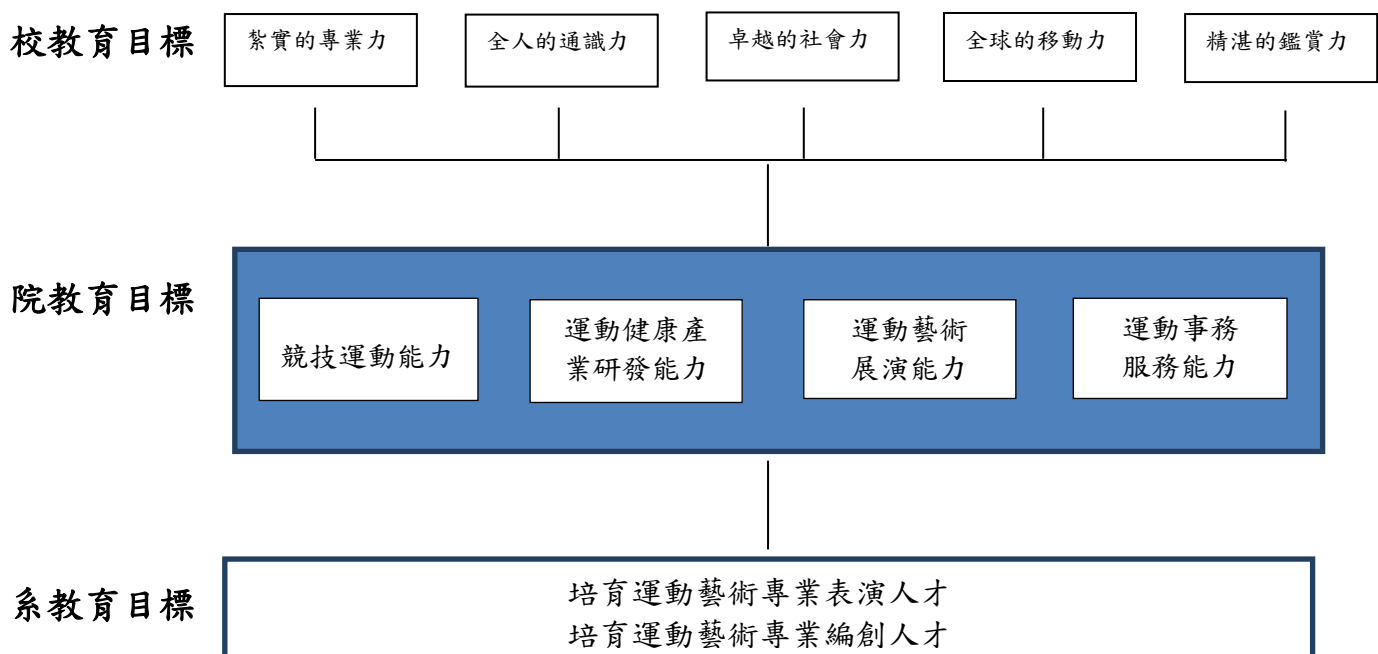 校教育目標
紮實的專業力
全人的通識力
卓越的社會力
全球的移動力
精湛的鑑賞力
院教育目標
競技運動能力
運動健康產
業研發能力
運動藝術
展演能力
運動事務
服務能力
系教育目標
培育運動藝術專業表演人才
培育運動藝術專業編創人才